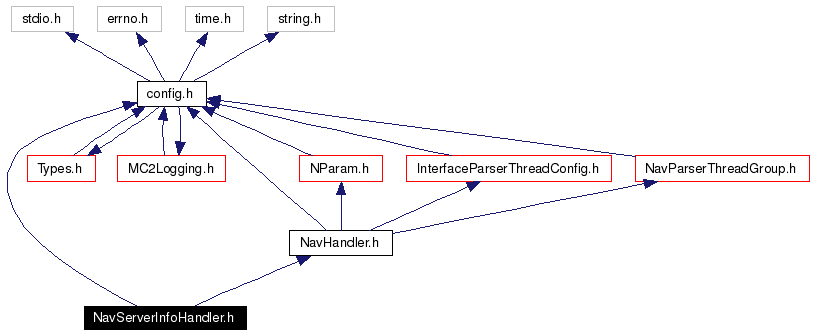 stdio.h
errno.h
time.h
string.h
config.h
Types.h
MC2Logging.h
NParam.h
InterfaceParserThreadConfig.h
NavParserThreadGroup.h
NavHandler.h
NavServerInfoHandler.h